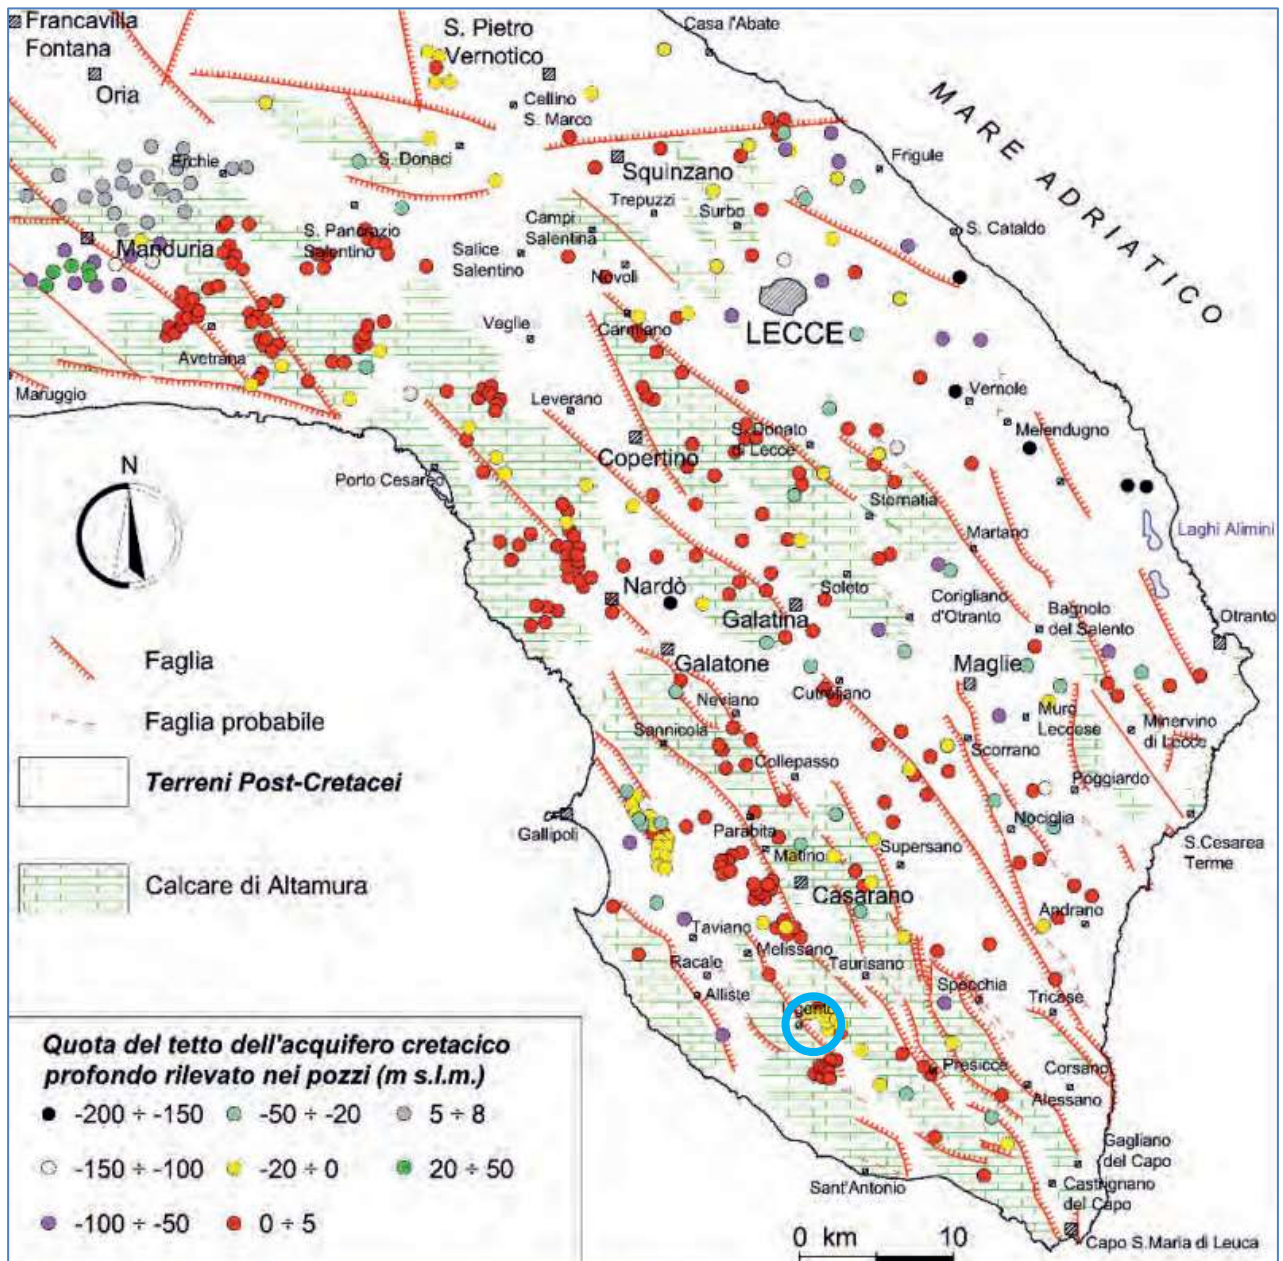 Francavilla
Fontana
Oria
S. Pietro
Vernotico
Casa l'Abate
Cellino
S. Marco
MARE ADRIATICO
Erchie
S. Donaci
Squinzano
Frigule
Trepuzzi
Surbo
Manduria
S. Pancrazio
Salentino
Campi
Salentina
Salice
Salentino
Novoli
S. Cataldo
LECCE
Veglie
Carmiano
Avetrana
Maruggio
Leverano
Vernole
Melendugno
Copertino
S. Donato
di Lecce
N
Porto Cesareo
Sternatia
Martano
Laghi Alimini
Nardò
Soleto
Galatina
Corigliano
d'Otranto
Bagnolo
del Salento
Otranto
Faglia
Galatone
Maglie
Cutrofiano
Neviano
Faglia probabile
Sannicola
Muro
Leccese
Minervino
di Lecce
Scorrano
Collepasso
Poggiardo
Terreni Post-Cretacei
Gallipoli
Parabita
Nociglia
S.Cesarea
Terme
Matino
Supersano
Calcare di Altamura
Casarano
Andrano
Taviano
Melissano
Racale
Taurisano
Alliste
Specchia
Tricase
Quota del tetto dell'acquifero cretacico
profondo rilevato nei pozzi (m s.l.m.)
Presicce
Corsano
Alessano
-200 ÷ -150
-50 ÷ -20
5 ÷ 8
-150 ÷ -100
-20 ÷ 0
20 ÷ 50
-100 ÷ -50
0 ÷ 5
Gagliano
del Capo
Sant'Antonio
Castrignano
del Capo
0 km 10
Capo S.Maria di Leuca